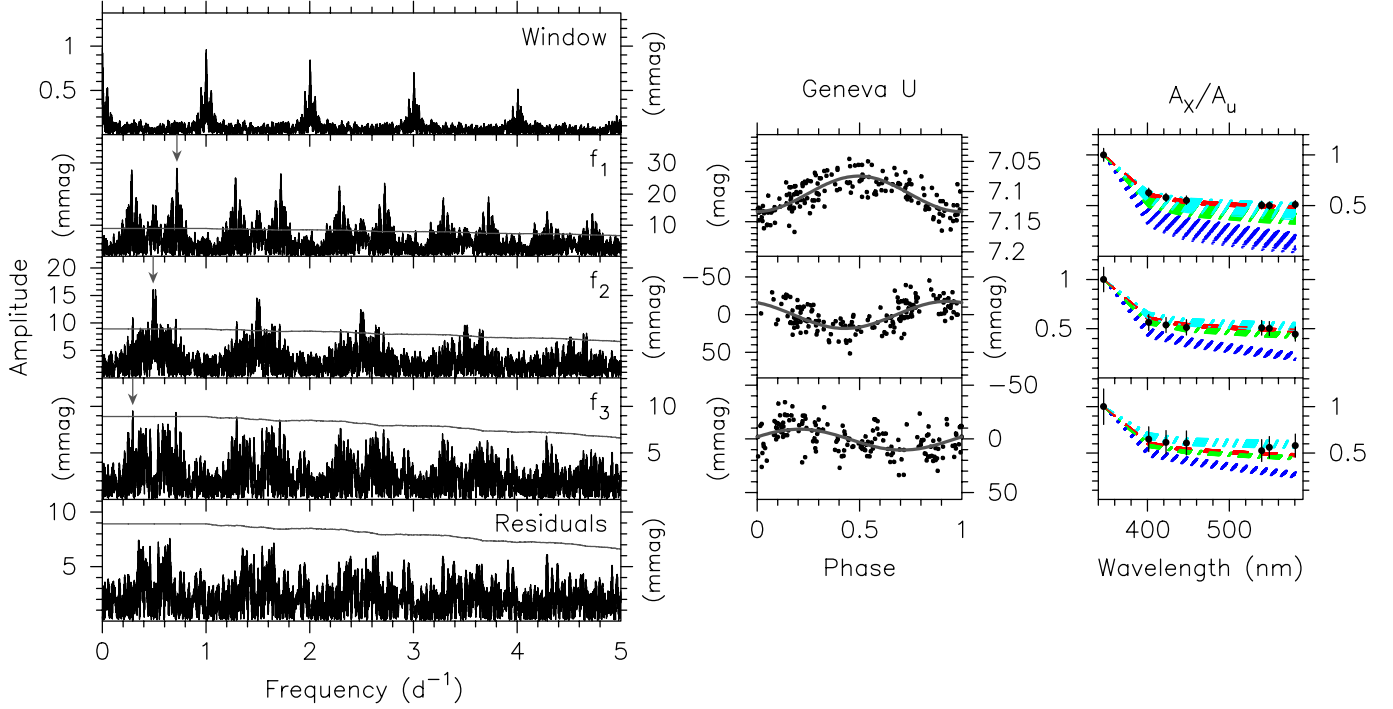 Window
1
0.5
(mmag)
f1
30
20
10
(mmag)
f2
20
15
10
5
(mmag)
f3
10
5
(mmag)
Residuals
10
5
(mmag)
Amplitude
0 1 2 3 4 5
Frequency (d−1)
Geneva U
(mag)
7.05
7.1
7.15
7.2
−50
0
50
(mmag)
(mmag)
−50
0
50
0 0.5 1
Phase
AX/Au
1
0.5
1
0.5
1
0.5
400 500
Wavelength (nm)